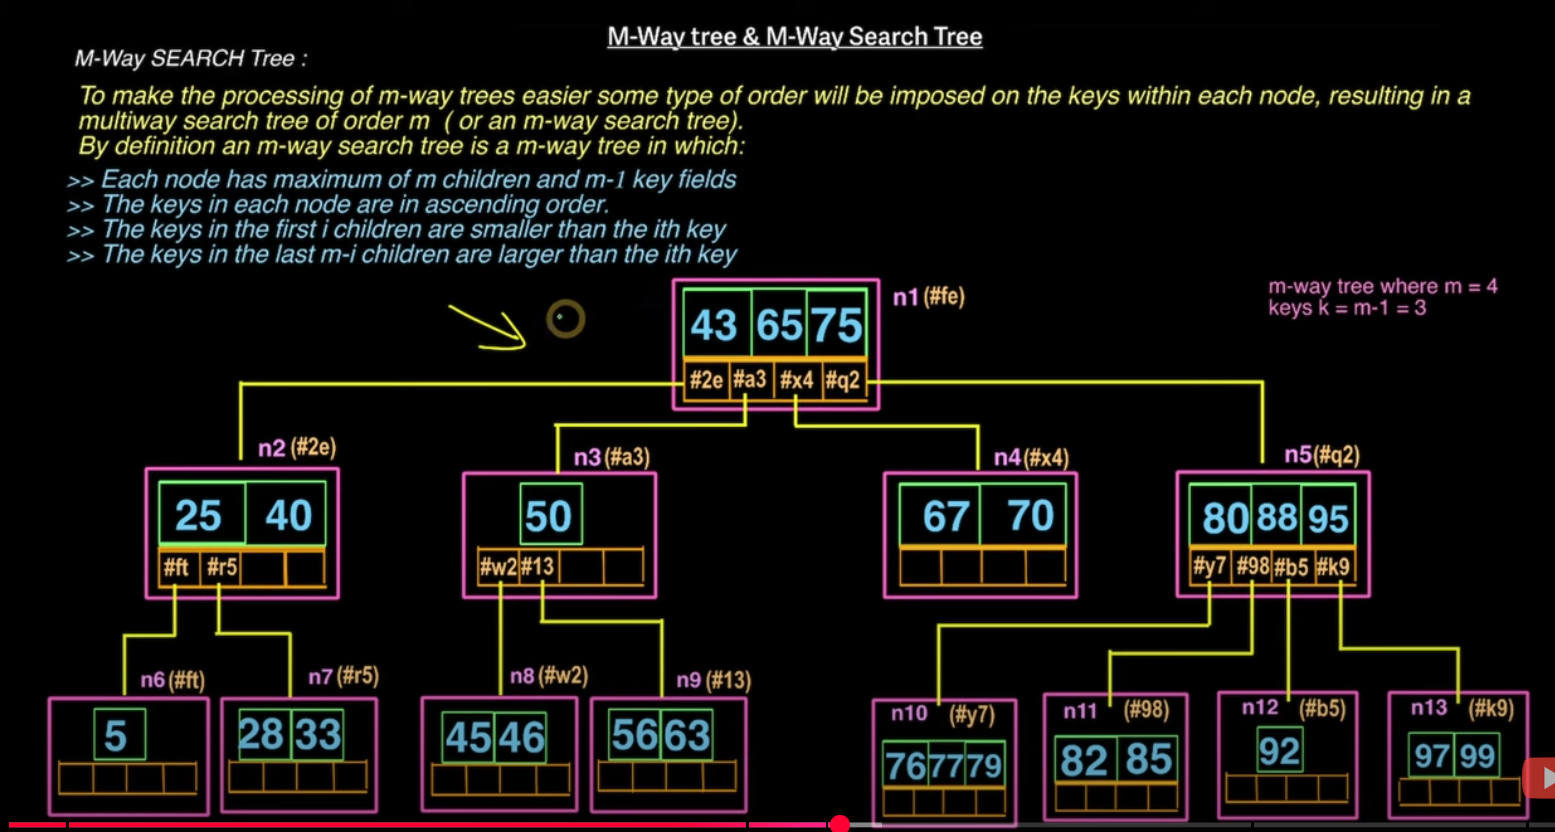 M-Way tree & M-Way Search Tree
M-Way SEARCH Tree :
To make the processing of m-way trees easier some type of order will be imposed on the keys within each node, resulting in a
multiway search tree of order m ( or an m-way search tree).
By definition an m-way search tree is a m-way tree in which:
>> Each node has maximum of m children and m-1 key fields
>> The keys in each node are in ascending order.
>> The keys in the first i children are smaller than the ith key
>> The keys in the last m-i children are larger than the ith key
m-way tree where m = 4
keys k = m-1 = 3
n1 (#fe)
43 65 75
#2e #a3 #x4 #q2
n2 (#2e)
25 40
#ft #r5
n3 (#a3)
50
#w2 #13
n4 (#x4)
67 70
n5 (#q2)
80 88 95
#y7 #98 #b5 #k9
n6 (#ft)
5
n7 (#r5)
28 33
n8 (#w2)
45 46
n9 (#13)
56 63
n10 (#y7)
76 77 79
n11 (#98)
82 85
n12 (#b5)
92
n13 (#k9)
97 99